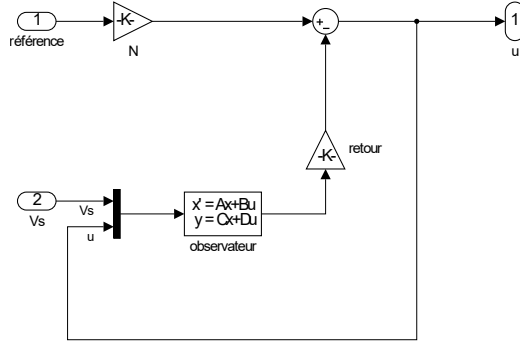 1
référence
-K-
N
+
-
1
u
-K-
retour
2
Vs
Vs
u
x' = Ax+Bu
y = Cx+Du
observateur